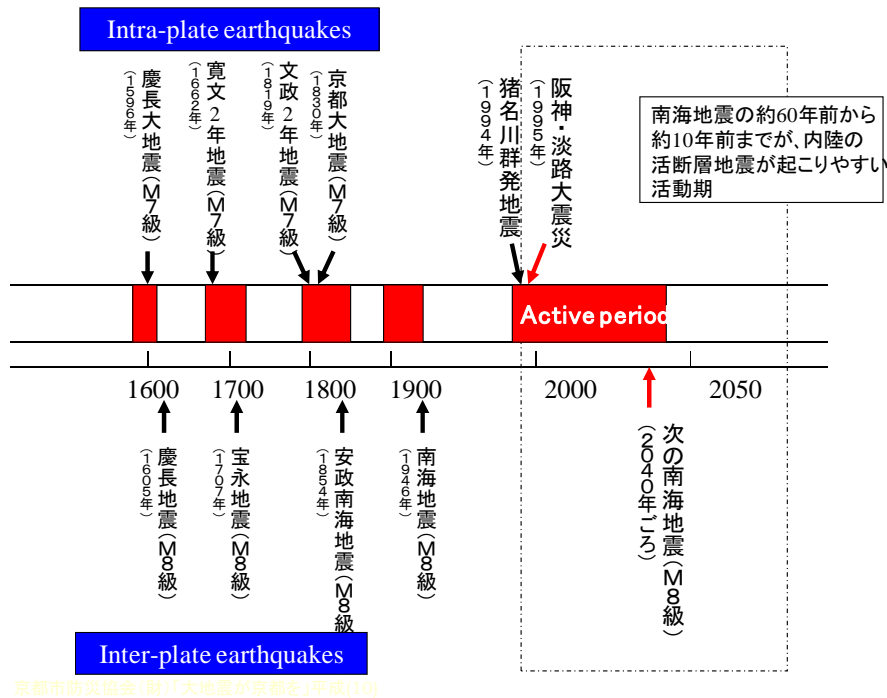 Intra-plate earthquakes
慶長大地震(M7級)
(1596年)
寛文2年地震(M7級)
(1662年)
文政2年地震(M7級)
(1819年)
京都大地震(M7級)
(1830年)
猪名川群発地震
(1994年)
阪神・淡路大震災
(1995年)
南海地震の約60年前から
約10年前までが、内陸の
活断層地震が起こりやすい
活動期
Active period
1600 1700 1800 1900 2000 2050
慶長地震(M8級)
(1605年)
宝永地震(M8級)
(1707年)
安政南海地震(M8級
(1854年)
南海地震(M8級)
(1946年)
次の南海地震(M8級)
(2040年ごろ)
Inter-plate earthquakes